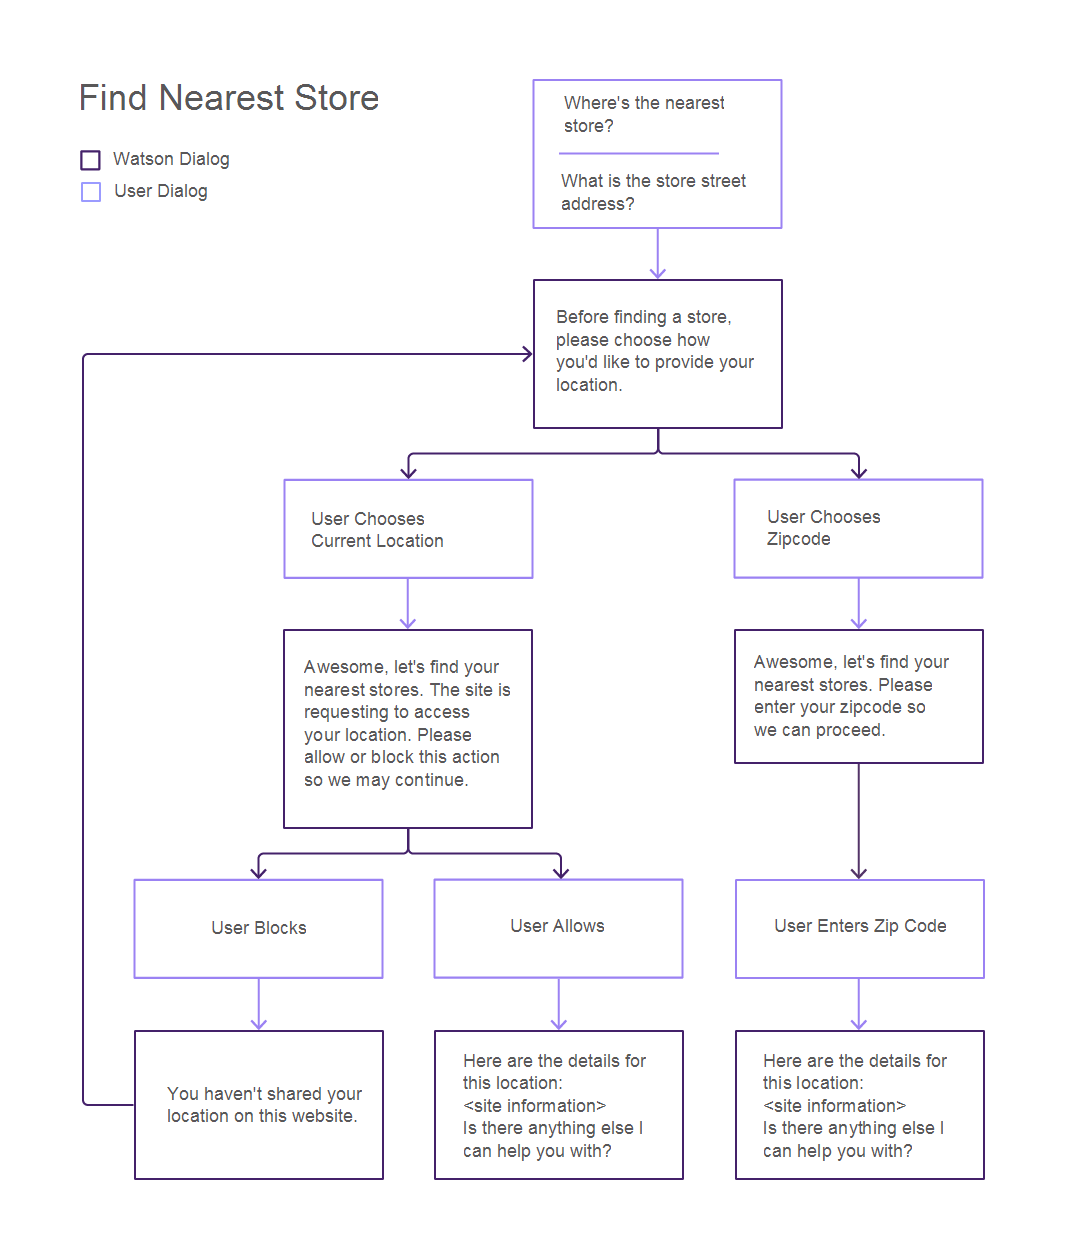 Find Nearest Store
Watson Dialog
User Dialog
Where's the nearest
store?
What is the store street
address?
Before finding a store,
please choose how
you'd like to provide your
location.
User Chooses
Current Location
User Chooses
Zipcode
Awesome, let's find your
nearest stores. The site is
requesting to access
your location. Please
allow or block this action
so we may continue.
Awesome, let's find your
nearest stores. Please
enter your zipcode so
we can proceed.
User Blocks
User Allows
User Enters Zip Code
You haven't shared your
location on this website.
Here are the details for
this location:
<site information>
Is there anything else I
can help you with?
Here are the details for
this location:
<site information>
Is there anything else I
can help you with?